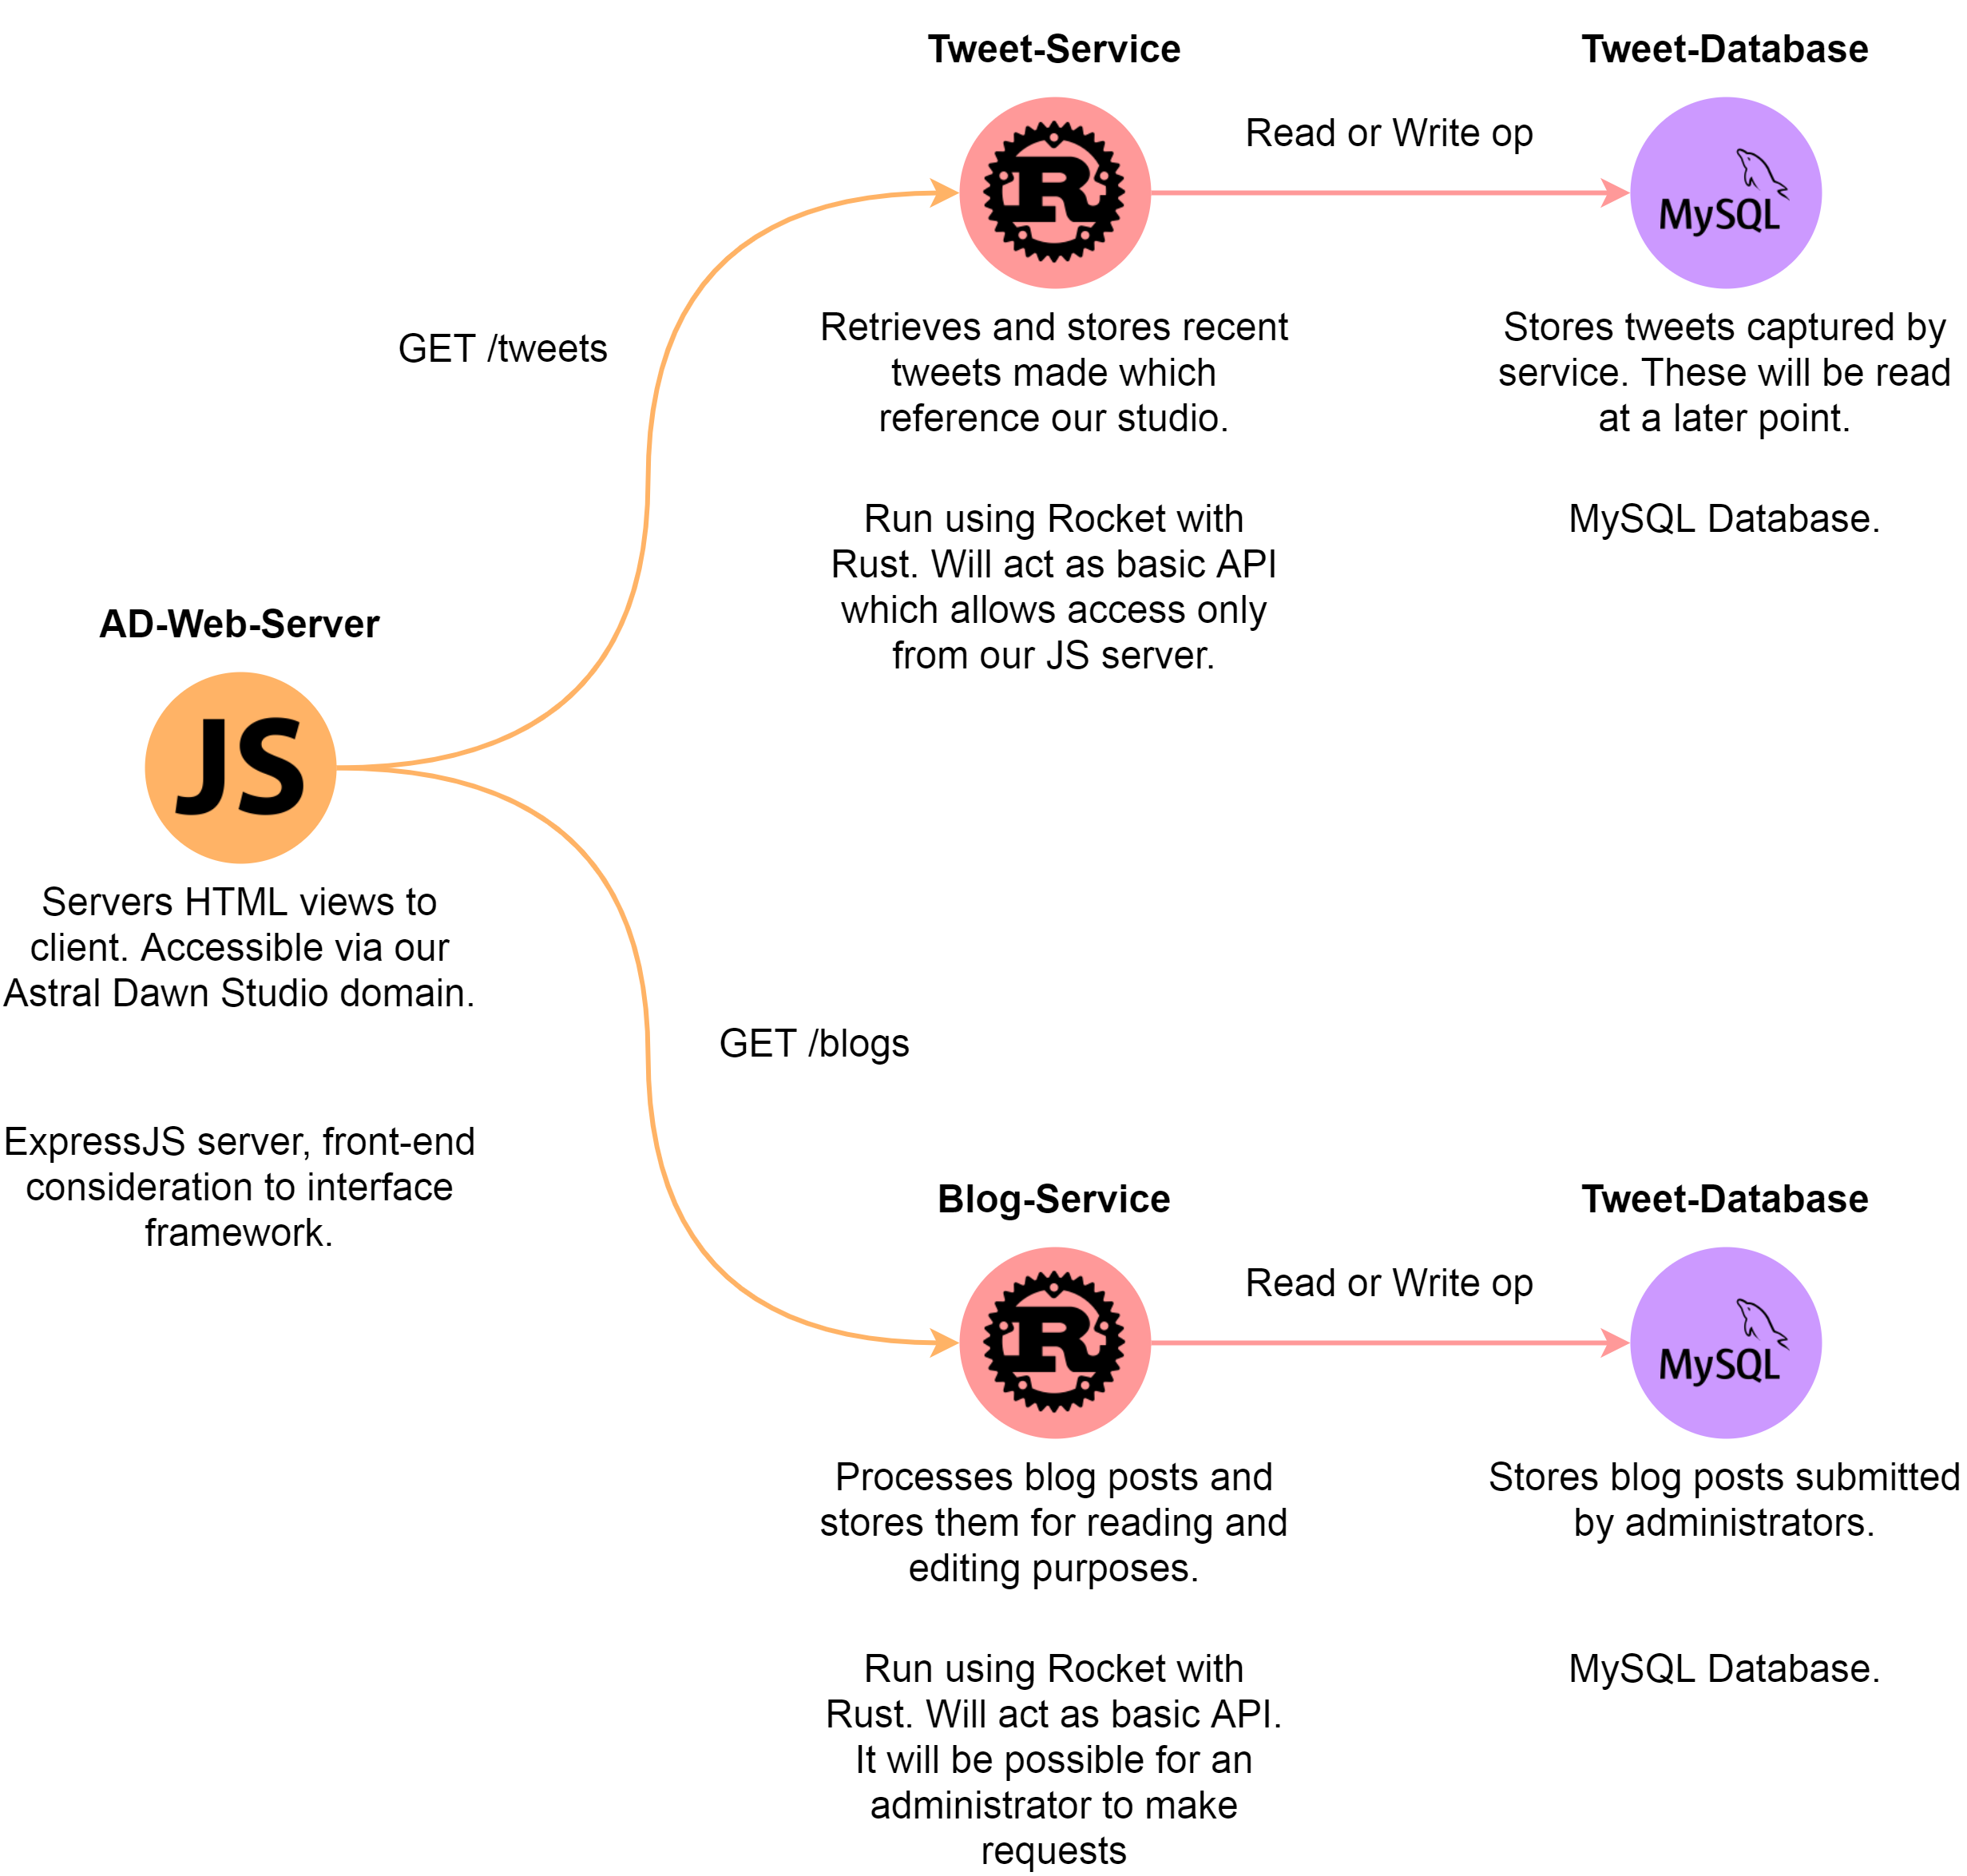 Tweet-Service
Tweet-Database
Read or Write op
MySQL
GET /tweets
Retrieves and stores recent
tweets made which
reference our studio.
Stores tweets captured by
service. These will be read
at a later point.
Run using Rocket with
Rust. Will act as basic API
which allows access only
from our JS server.
MySQL Database.
AD-Web-Server
JS
Servers HTML views to
client. Accessible via our
Astral Dawn Studio domain.
ExpressJS server, front-end
consideration to interface
framework.
GET /blogs
Blog-Service
Tweet-Database
Read or Write op
R
MySQL
Processes blog posts and
stores them for reading and
editing purposes.
Stores blog posts submitted
by administrators.
Run using Rocket with
Rust. Will act as basic API.
It will be possible for an
administrator to make
requests
MySQL Database.